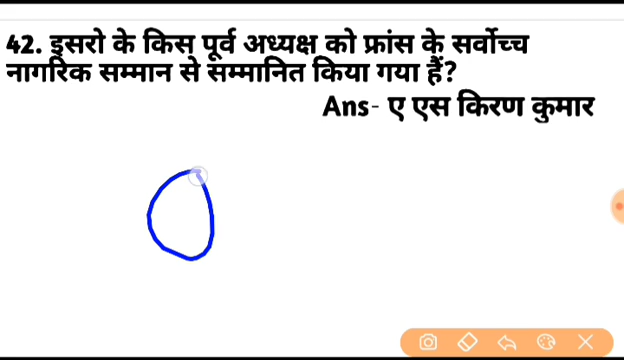 42. इसरो के किस पूर्व अध्यक्ष को फ्रांस के सर्वोच्च
नागरिक सम्मान से सम्मानित किया गया हैं?
Ans- ए एस किरण कुमार